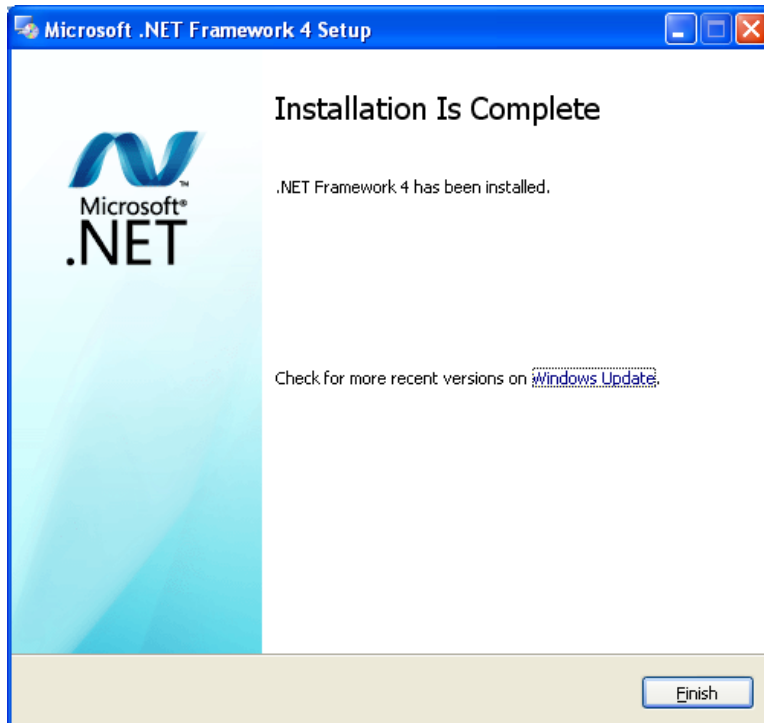 Microsoft .NET Framework 4 Setup
Installation Is Complete
.NET Framework 4 has been installed.
Microsoft®
.NET
™
Check for more recent versions on Windows Update.
Finish